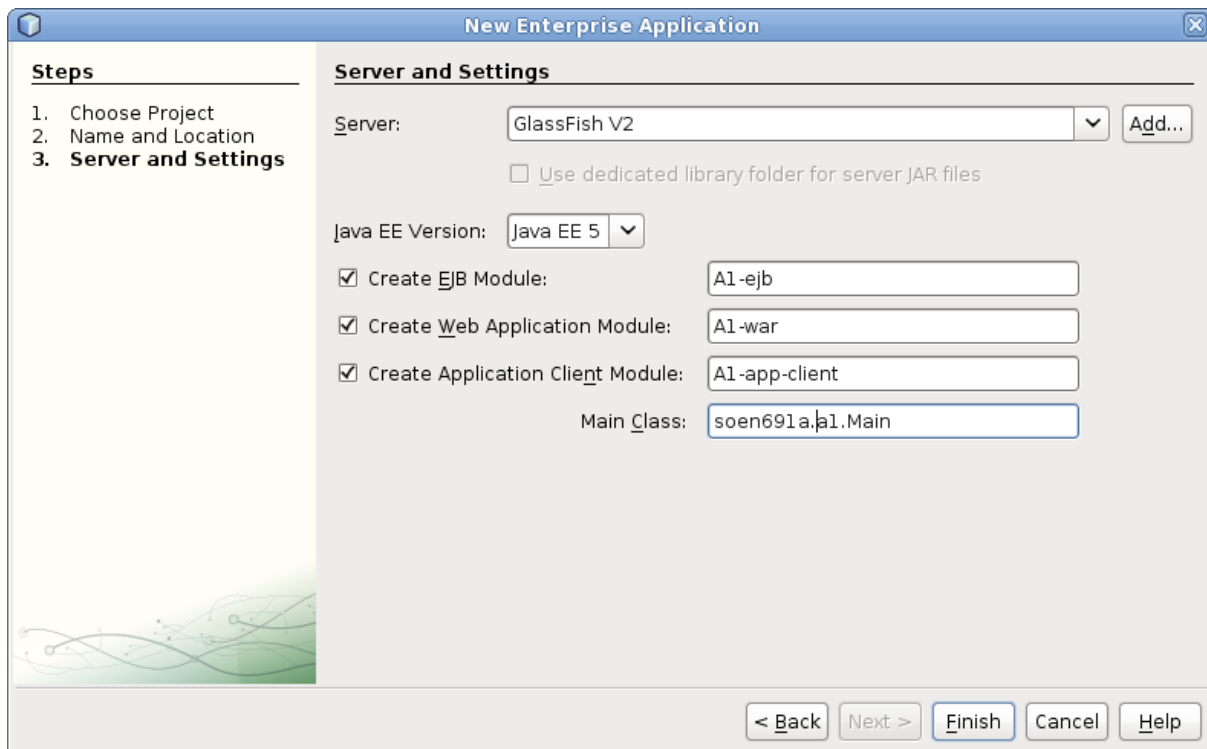 New Enterprise Application
Steps
1. Choose Project
2. Name and Location
3. Server and Settings
Server and Settings
Server: GlassFish V2 Add...
Use dedicated library folder for server JAR files
Java EE Version: Java EE 5
Create EJB Module: A1-ejb
Create Web Application Module: A1-war
Create Application Client Module: A1-app-client
Main Class: soen691a.a1.Main
< Back Next > Finish Cancel Help